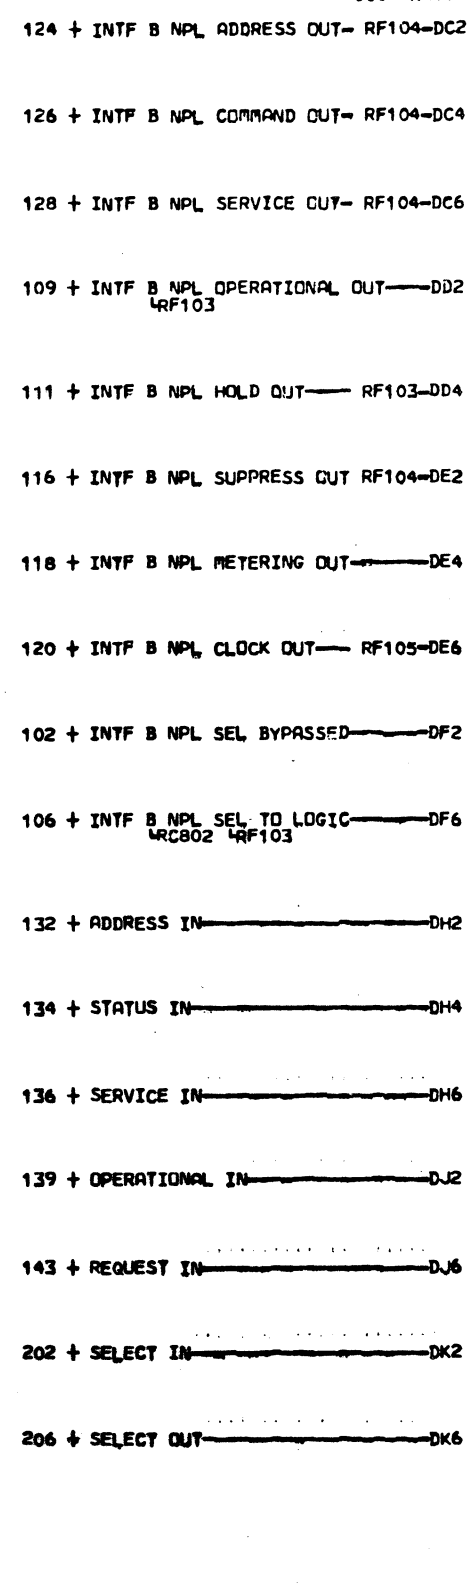 124 + INTF B NPL ADDRESS OUT- RF104-DC2
126 + INTF B NPL COMMAND OUT- RF104-DC4
128 + INTF B NPL SERVICE OUT- RF104-DC6
109 + INTF B NPL OPERATIONAL OUT-DD2
RF103
111 + INTF B NPL HOLD OUT- RF103-DD4
116 + INTF B NPL SUPPRESS OUT RF104-DE2
118 + INTF B NPL METERING OUT-DE4
120 + INTF B NPL CLOCK OUT- RF105-DE6
102 + INTF B NPL SEL BYPASSED-DF2
106 + INTF B NPL SEL TO LOGIC-DF6
RC802 RF103
132 + ADDRESS IN-DH2
134 + STATUS IN-DH4
136 + SERVICE IN-DH6
139 + OPERATIONAL IN-DJ2
143 + REQUEST IN-DJ6
202 + SELECT IN-DK2
206 + SELECT OUT-DK6